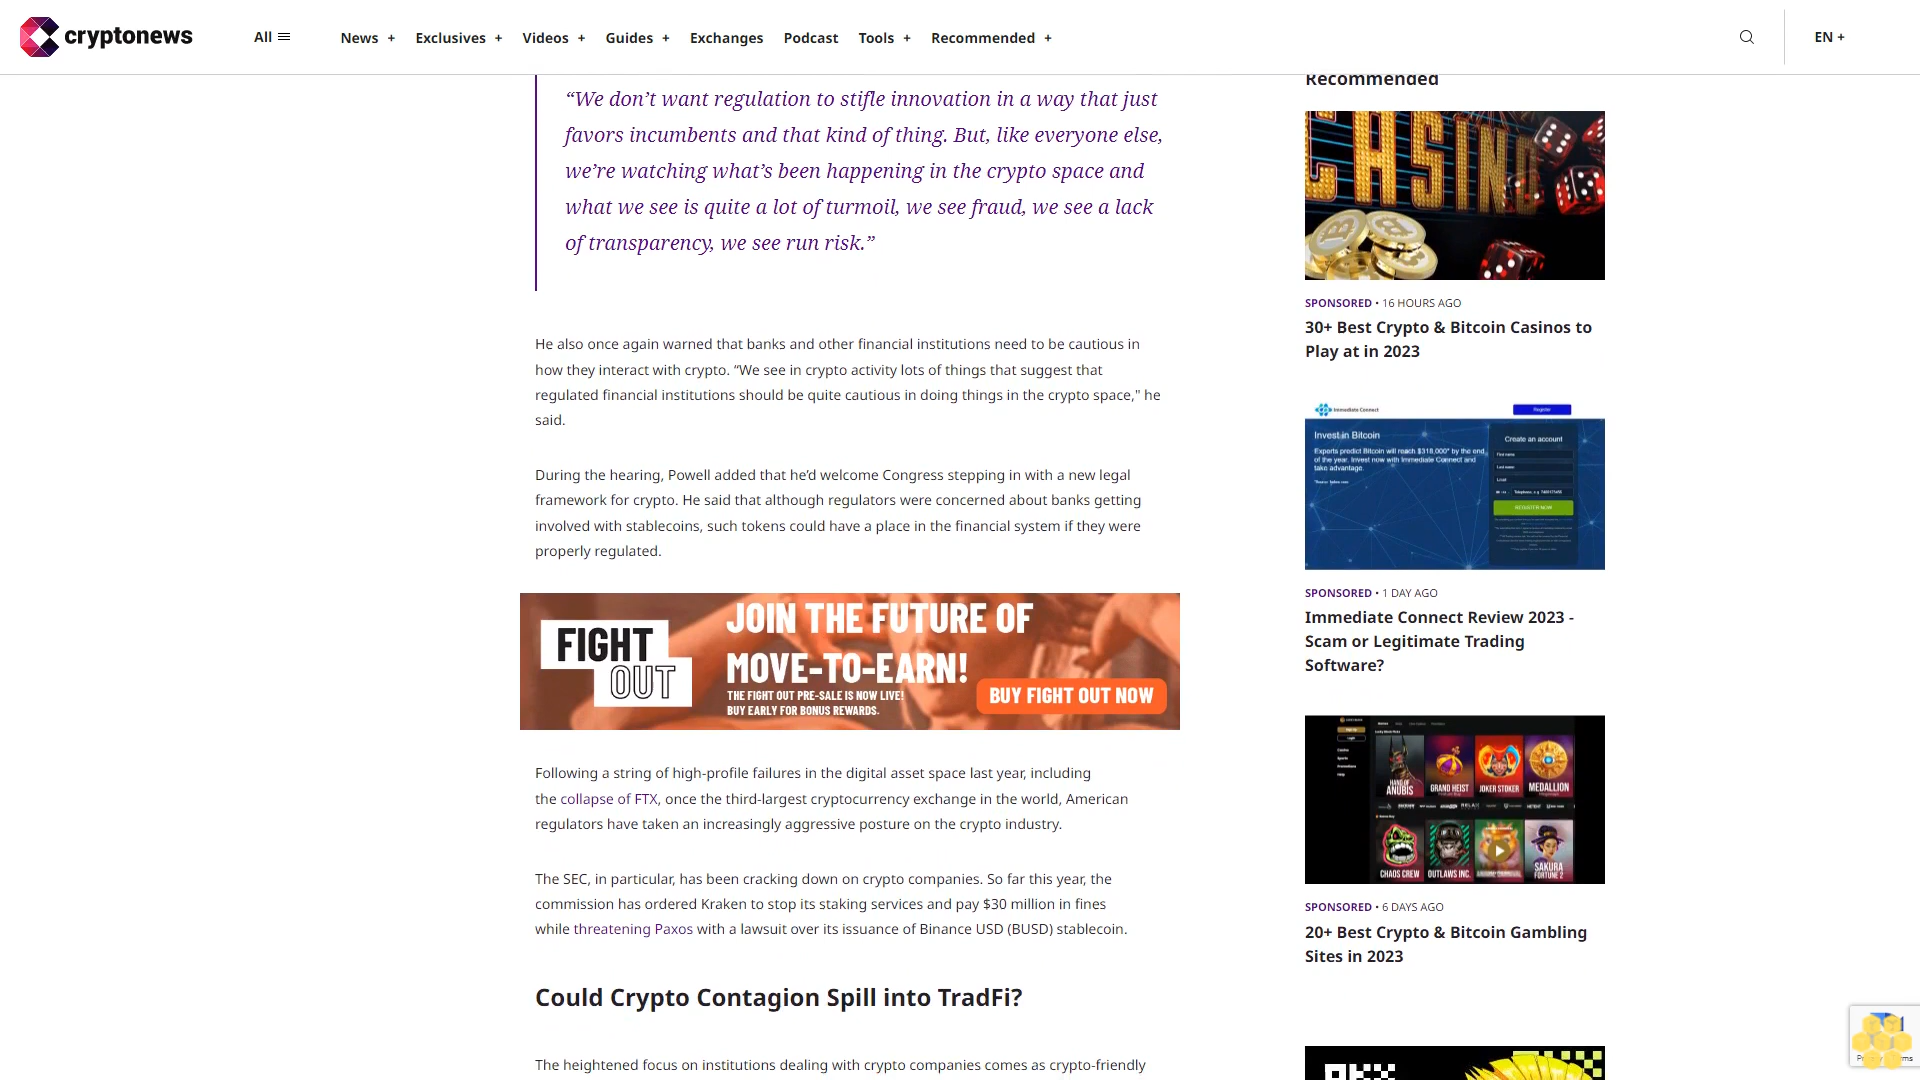 cryptonews
All
News +
Exclusives +
Videos +
Guides +
Exchanges
Podcast
Tools +
Recommended +
EN +
“We don’t want regulation to stifle innovation in a way that just
favors incumbents and that kind of thing. But, like everyone else,
we’re watching what’s been happening in the crypto space and
what we see is quite a lot of turmoil, we see fraud, we see a lack
of transparency, we see run risk.”
He also once again warned that banks and other financial institutions need to be cautious in
how they interact with crypto. “We see in crypto activity lots of things that suggest that
regulated financial institutions should be quite cautious in doing things in the crypto space," he
said.
During the hearing, Powell added that he’d welcome Congress stepping in with a new legal
framework for crypto. He said that although regulators were concerned about banks getting
involved with stablecoins, such tokens could have a place in the financial system if they were
properly regulated.
FIGHT
OUT
JOIN THE FUTURE OF
MOVE-TO-EARN!
THE FIGHT OUT PRE-SALE IS NOW LIVE!
BUY EARLY FOR BONUS REWARDS.
BUY FIGHT OUT NOW
Following a string of high-profile failures in the digital asset space last year, including
the collapse of FTX, once the third-largest cryptocurrency exchange in the world, American
regulators have taken an increasingly aggressive posture on the crypto industry.
The SEC, in particular, has been cracking down on crypto companies. So far this year, the
commission has ordered Kraken to stop its staking services and pay $30 million in fines
while threatening Paxos with a lawsuit over its issuance of Binance USD (BUSD) stablecoin.
Could Crypto Contagion Spill into TradFi?
The heightened focus on institutions dealing with crypto companies comes as crypto-friendly
Recommended
CASINO
SPONSORED • 16 HOURS AGO
30+ Best Crypto & Bitcoin Casinos to
Play at in 2023
Immediate Connect
Register
Invest in Bitcoin
Experts predict Bitcoin will reach $318,000* by the end
of the year. Invest now with Immediate Connect and
take advantage.
Create an account
First name
Last name
REGISTER NOW
SPONSORED • 1 DAY AGO
Immediate Connect Review 2023 -
Scam or Legitimate Trading
Software?
HAND OF
ANUBIS
GRAND HEIST
JOKER STOKER
MEDALLION
CHAOS CREW
OUTLAWS INC.
SAKURA
FORTUNE 2
SPONSORED • 6 DAYS AGO
20+ Best Crypto & Bitcoin Gambling
Sites in 2023